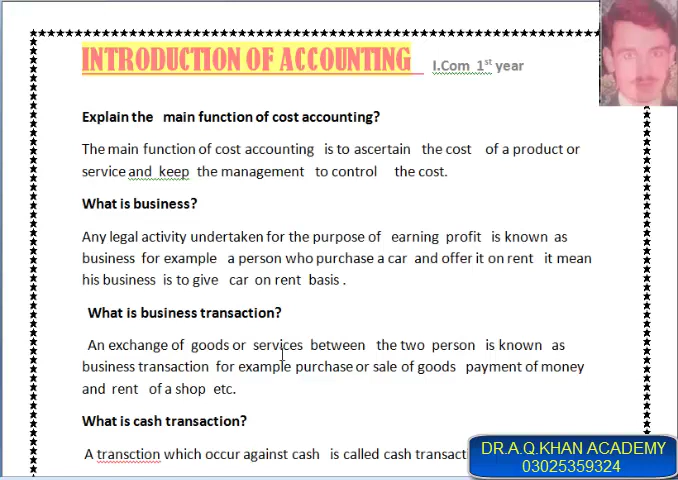 INTRODUCTION OF ACCOUNTING I.Com 1st year
Explain the main function of cost accounting?
The main function of cost accounting is to ascertain the cost of a product or
service and keep the management to control the cost.
What is business?
Any legal activity undertaken for the purpose of earning profit is known as
business for example a person who purchase a car and offer it on rent it mean
his business is to give car on rent basis .
What is business transaction?
An exchange of goods or services between the two person is known as
business transaction for example purchase or sale of goods payment of money
and rent of a shop etc.
What is cash transaction?
A transction which occur against cash is called cash transacti
DR.A.Q.KHAN ACADEMY
03025359324